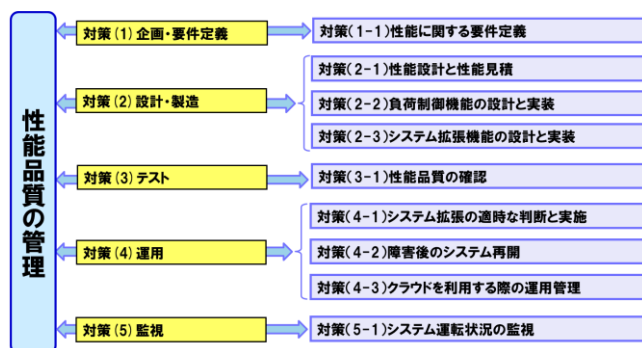 性能品質の管理
対策(1)企画・要件定義
対策(1-1)性能に関する要件定義
対策(2)設計・製造
対策(2-1)性能設計と性能見積
対策(2-2)負荷制御機能の設計と実装
対策(2-3)システム拡張機能の設計と実装
対策(3)テスト
対策(3-1)性能品質の確認
対策(4)運用
対策(4-1)システム拡張の適時な判断と実施
対策(4-2)障害後のシステム再開
対策(4-3)クラウドを利用する際の運用管理
対策(5)監視
対策(5-1)システム運転状況の監視